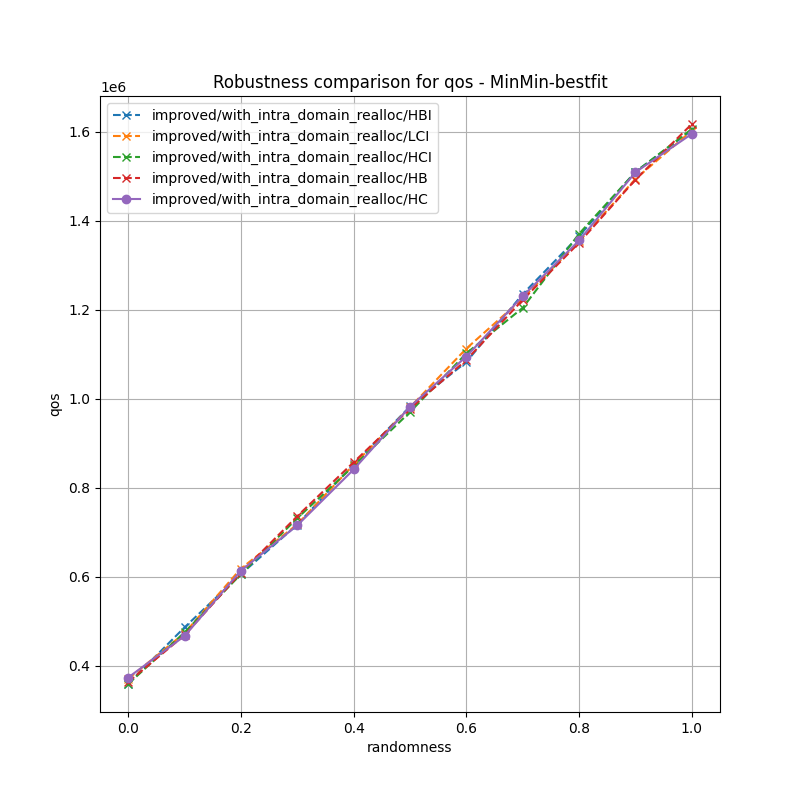 Robustness comparison for qos - MinMin-bestfit
1e6
improved/with_intra_domain_realloc/HBI
improved/with_intra_domain_realloc/LCI
improved/with_intra_domain_realloc/HCI
improved/with_intra_domain_realloc/HB
improved/with_intra_domain_realloc/HC
1.6
1.4
1.2
1.0
0.8
0.6
0.4
qos
0.0 0.2 0.4 0.6 0.8 1.0
randomness